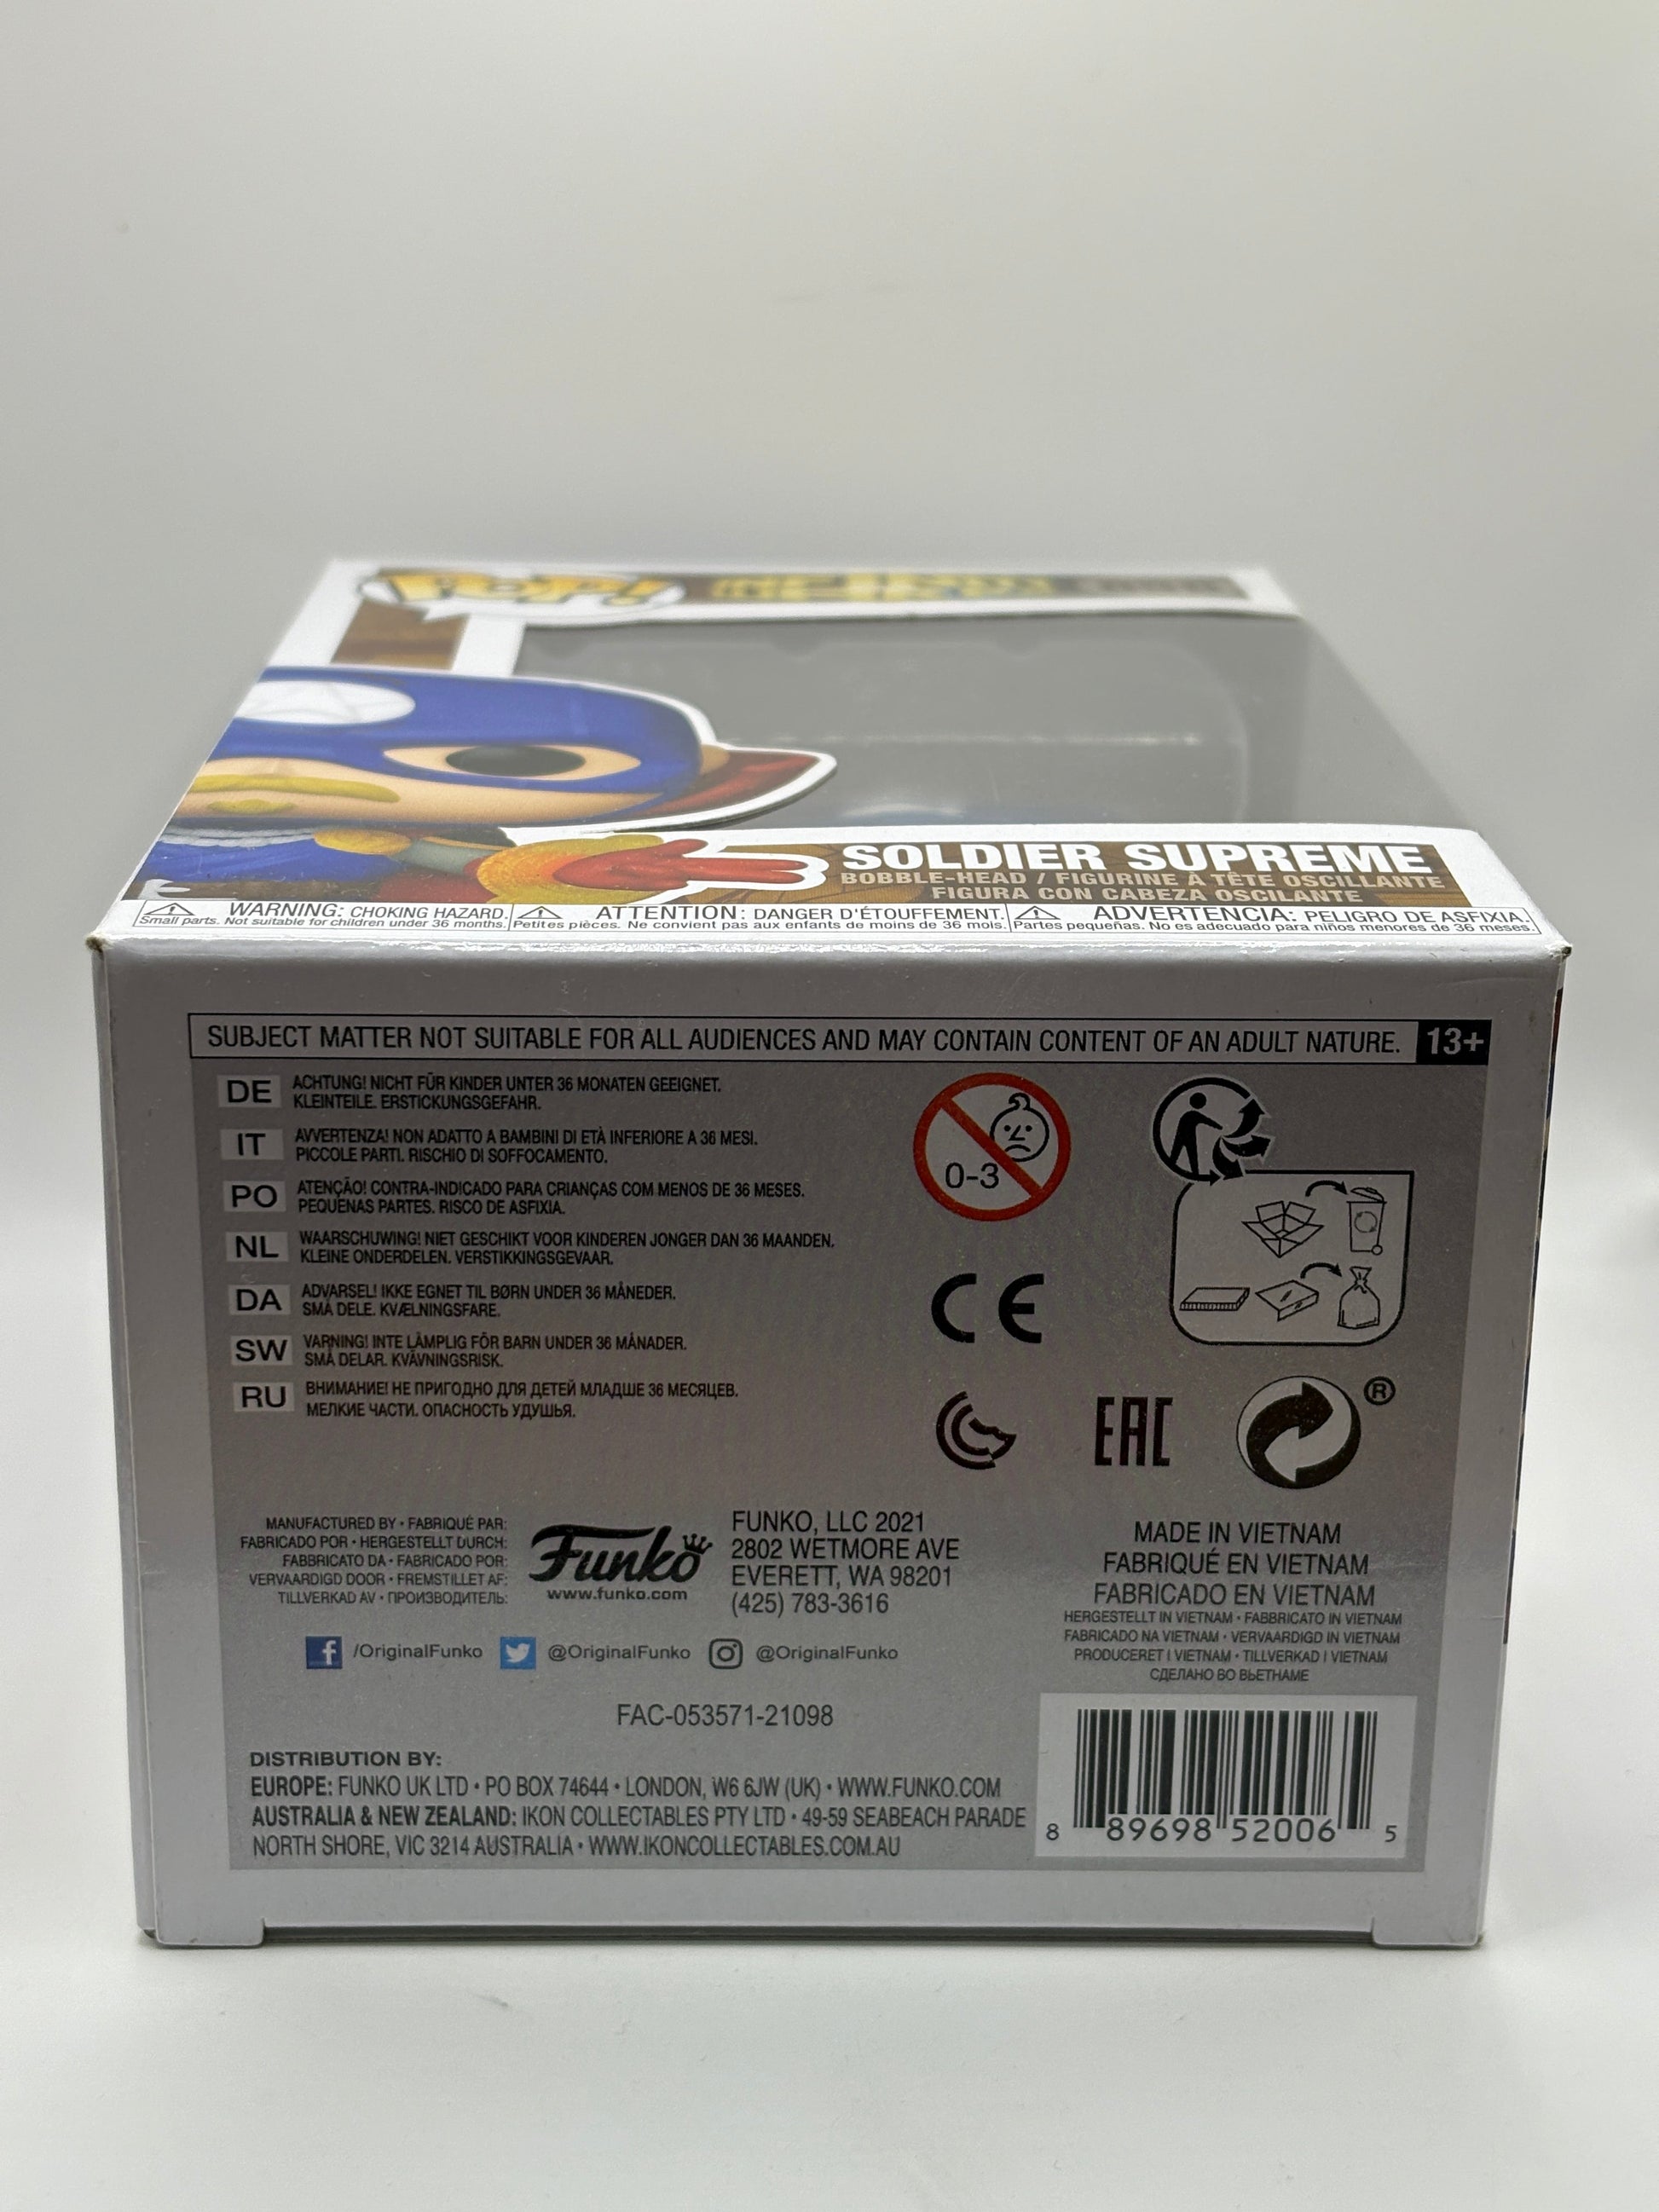 POP!
SOLDIER SUPREME
BOBBLE-HEAD / FIGURINE À TÊTE OSCILLANTE
FIGURA CON CABEZA OSCILANTE
WARNING: CHOKING HAZARD.
Small parts. Not suitable for children under 36 months.
ATTENTION: DANGER D'ÉTOUFFEMENT.
Petites pièces. Ne convient pas aux enfants de moins de 36 mois.
ADVERTENCIA: PELIGRO DE ASFIXIA.
Partes pequeñas. No es adecuado para niños menores de 36 meses.
SUBJECT MATTER NOT SUITABLE FOR ALL AUDIENCES AND MAY CONTAIN CONTENT OF AN ADULT NATURE. 13+
DE ACHTUNG! NICHT FÜR KINDER UNTER 36 MONATEN GEEIGNET.
KLEINTEILE. ERSTICKUNGSGEFAHR.
IT AVVERTENZA! NON ADATTO A BAMBINI DI ETÀ INFERIORE A 36 MESI.
PICCOLE PARTI. RISCHIO DI SOFFOCAMENTO.
PO ATENÇÃO! CONTRA-INDICADO PARA CRIANÇAS COM MENOS DE 36 MESES.
PEQUENAS PARTES. RISCO DE ASFIXIA.
NL WAARSCHUWING! NIET GESCHIKT VOOR KINDEREN JONGER DAN 36 MAANDEN.
KLEINE ONDERDELEN. VERSTIKKINGSGEVAAR.
DA ADVARSEL! IKKE EGNET TIL BØRN UNDER 36 MÅNEDER.
SMÅ DELE. KVÆLNINGSFARE.
SW VARNING! INTE LÄMPLIG FÖR BARN UNDER 36 MÅNADER.
SMÅ DELAR. KVÄVNINGSRISK.
RU ВНИМАНИЕ! НЕ ПРИГОДНО ДЛЯ ДЕТЕЙ МЛАДШЕ 36 МЕСЯЦЕВ.
МЕЛКИЕ ЧАСТИ. ОПАСНОСТЬ УДУШЬЯ.
0-3
CE
EAC
®
MANUFACTURED BY • FABRIQUÉ PAR:
FABRICADO POR • HERGESTELLT DURCH:
FABBRICATO DA • FABRICADO POR:
VERVAARDIGD DOOR • FREMSTILLET AF:
TILLVERKAD AV • ПРОИЗВОДИТЕЛЬ:
Funko
www.funko.com
FUNKO, LLC 2021
2802 WETMORE AVE
EVERETT, WA 98201
(425) 783-3616
MADE IN VIETNAM
FABRIQUÉ EN VIETNAM
FABRICADO EN VIETNAM
HERGESTELLT IN VIETNAM • FABBRICATO IN VIETNAM
FABRICADO NA VIETNAM • VERVAARDIGD IN VIETNAM
PRODUCERET I VIETNAM • TILLVERKAD I VIETNAM
СДЕЛАНО ВО ВЬЕТНАМЕ
/OriginalFunko @OriginalFunko @OriginalFunko
FAC-053571-21098
DISTRIBUTION BY:
EUROPE: FUNKO UK LTD • PO BOX 74644 • LONDON, W6 6JW (UK) • WWW.FUNKO.COM
AUSTRALIA & NEW ZEALAND: IKON COLLECTABLES PTY LTD • 49-59 SEABEACH PARADE
NORTH SHORE, VIC 3214 AUSTRALIA • WWW.IKONCOLLECTABLES.COM.AU
8 89698 52006 5